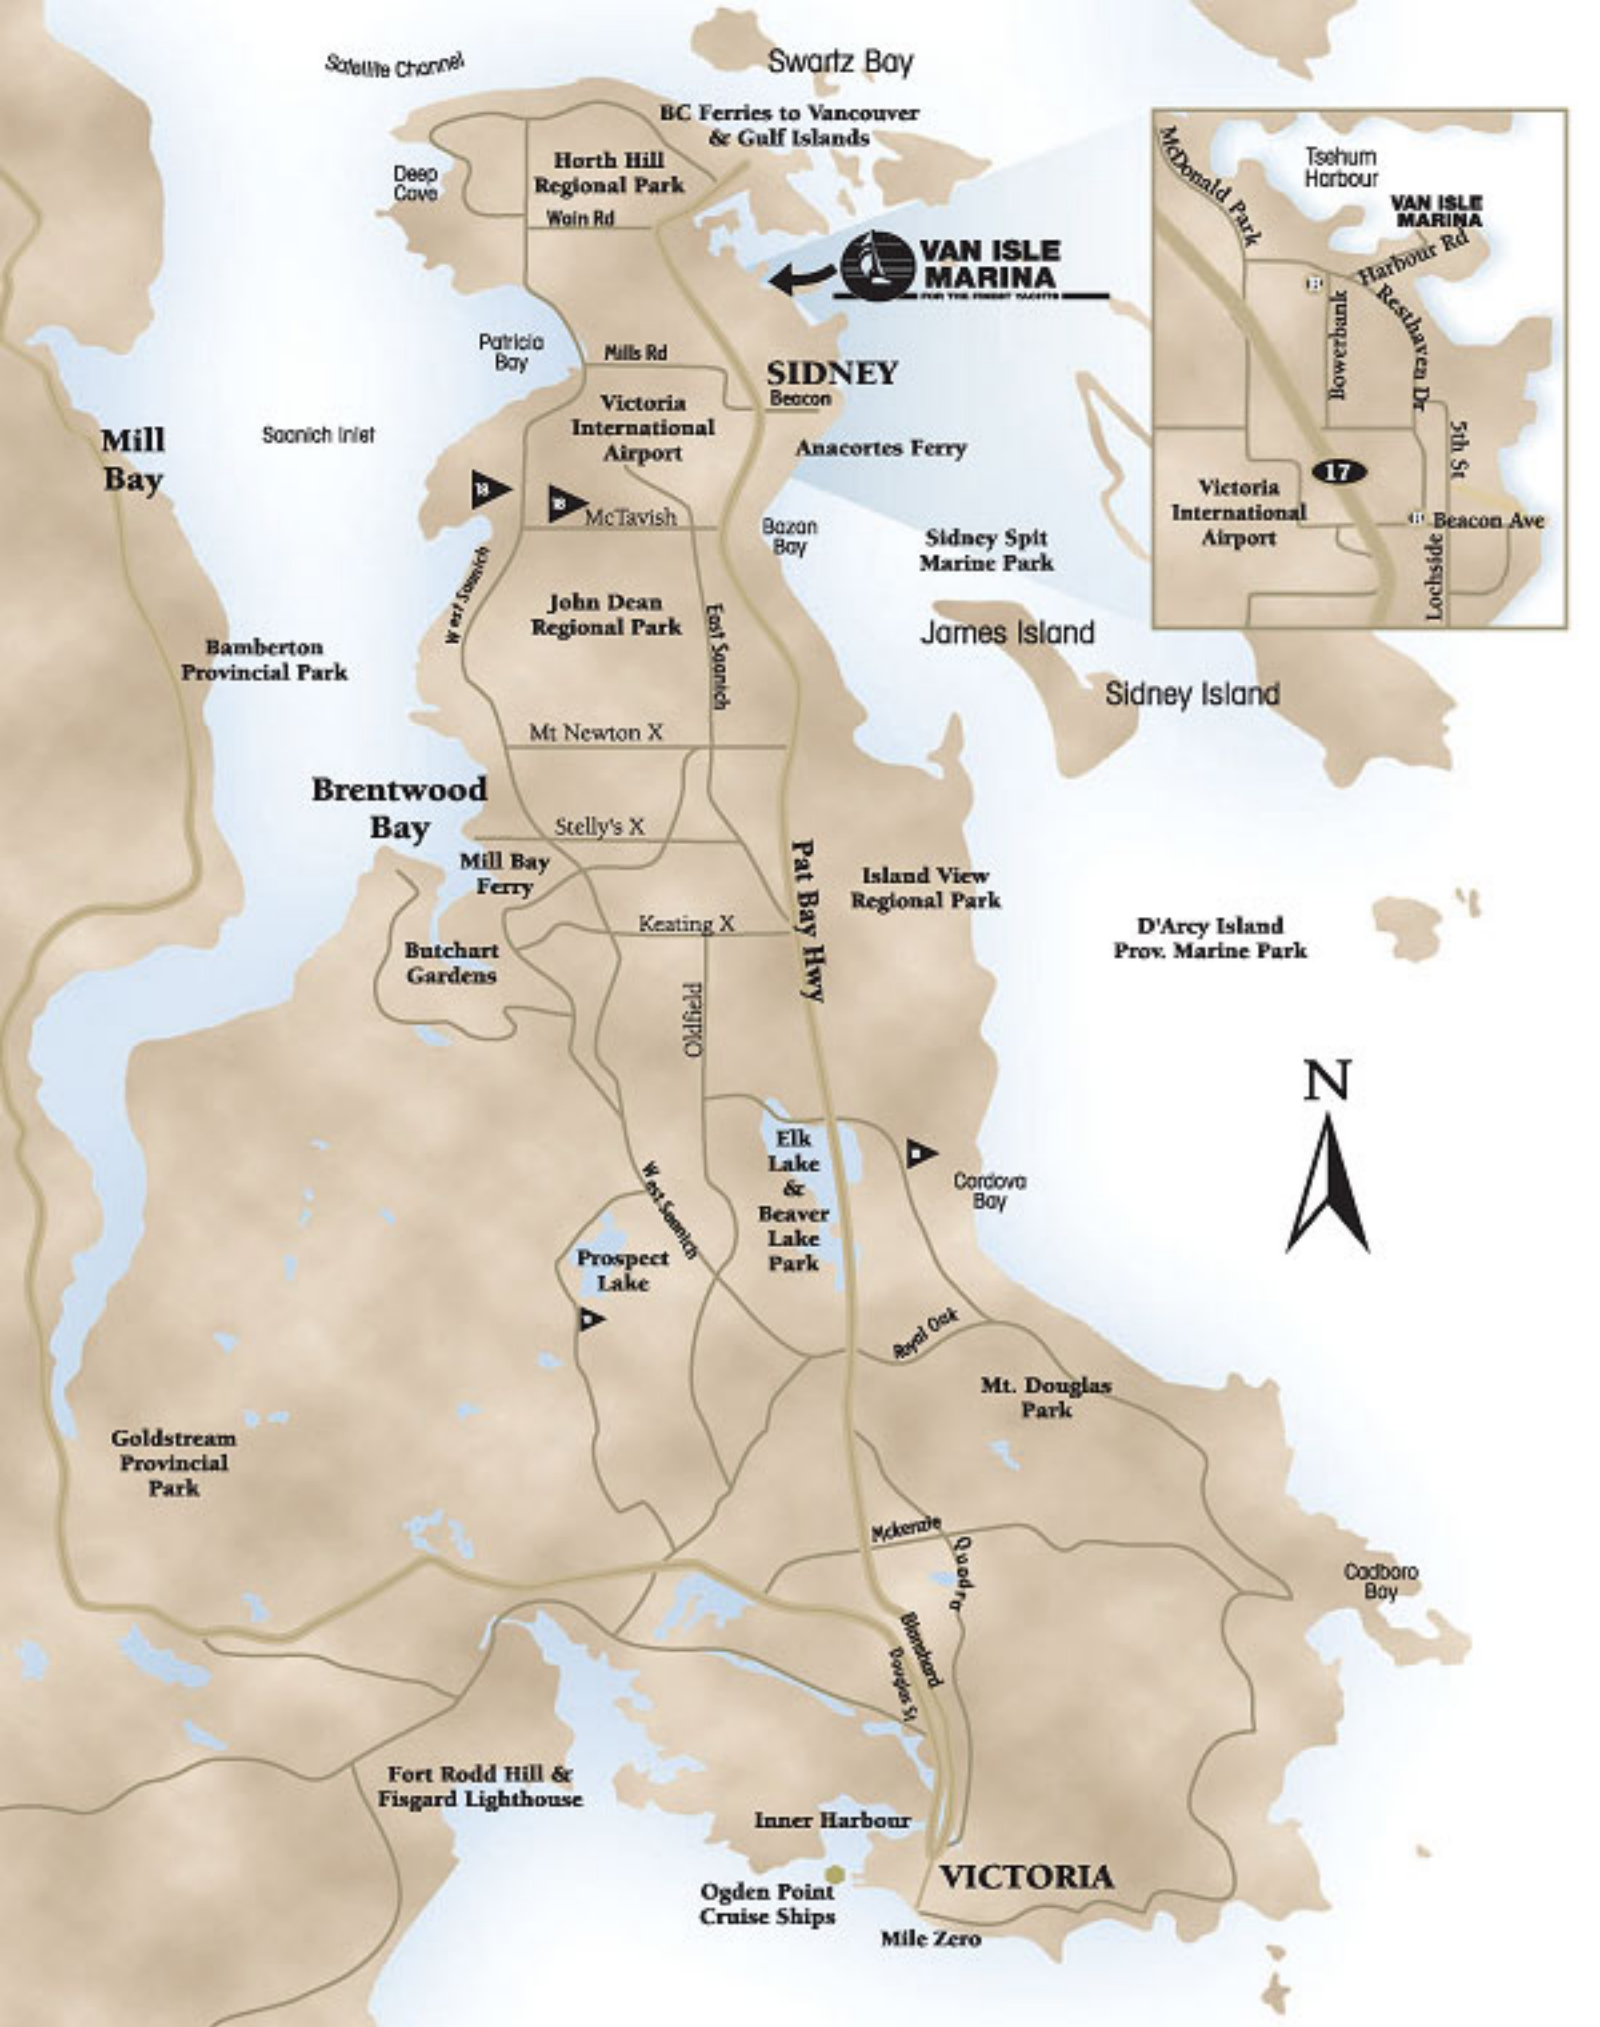 Satellite Channel
Swartz Bay
BC Ferries to Vancouver
& Gulf Islands
Horth Hill
Regional Park
Deep
Cove
Wain Rd
VAN ISLE
MARINA
FOR THE FINEST YACHTS
Patricia
Bay
Mills Rd
SIDNEY
Beacon
Victoria
International
Airport
Anacortes Ferry
Mill
Bay
Saanich Inlet
18
18
McTavish
Bazan
Bay
Sidney Spit
Marine Park
West Saanich
John Dean
Regional Park
East Saanich
James Island
Sidney Island
Bamberton
Provincial Park
Mt Newton X
Brentwood
Bay
Stelly's X
Mill Bay
Ferry
Pat Bay Hwy
Island View
Regional Park
Keating X
D'Arcy Island
Prov. Marine Park
Butchart
Gardens
Oldfield
N
Elk
Lake
&
Beaver
Lake
Park
Cordova
Bay
West Saanich
Prospect
Lake
Royal Oak
Mt. Douglas
Park
Goldstream
Provincial
Park
Mckenzie
Quadra
Cadboro
Bay
Blanshard
Douglas St
Fort Rodd Hill &
Fisgard Lighthouse
Inner Harbour
VICTORIA
Ogden Point
Cruise Ships
Mile Zero
McDonald Park
Tsehum
Harbour
VAN ISLE
MARINA
Harbour Rd
Resthaven Dr
Bowerbank
5th St
17
Victoria
International
Airport
Beacon Ave
Lochside